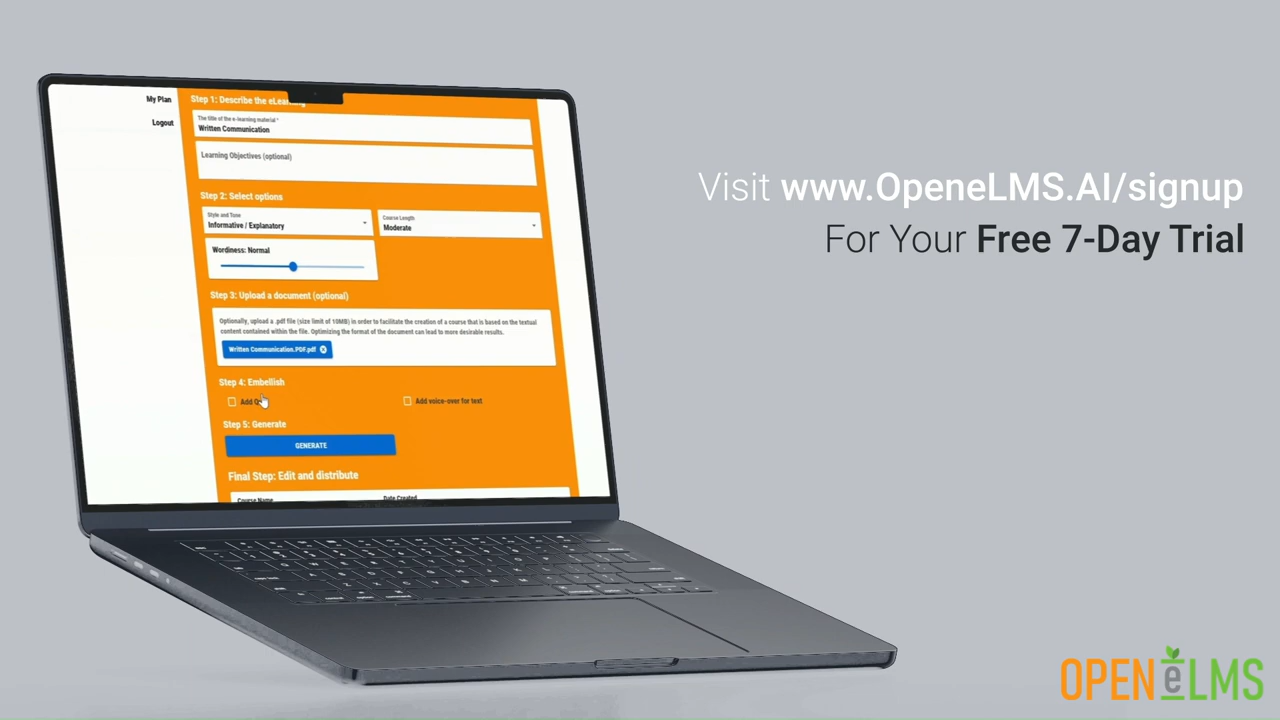 My Plan
Logout
Step 1: Describe the eLearning
The title of the e-learning material *
Written Communication
Learning Objectives (optional)
Step 2: Select options
Style and Tone
Informative / Explanatory
Course Length
Moderate
Wordiness: Normal
Step 3: Upload a document (optional)
Optionally, upload a .pdf file (size limit of 10MB) in order to facilitate the creation of a course that is based on the textual
content contained within the file. Optimizing the format of the document can lead to more desirable results.
Written Communication.PDF.pdf
Step 4: Embellish
Add
Add voice-over for text
Step 5: Generate
GENERATE
Final Step: Edit and distribute
Course Name
Date Created
Visit www.OpeneLMS.AI/signup
For Your Free 7-Day Trial
OPEN eLMS